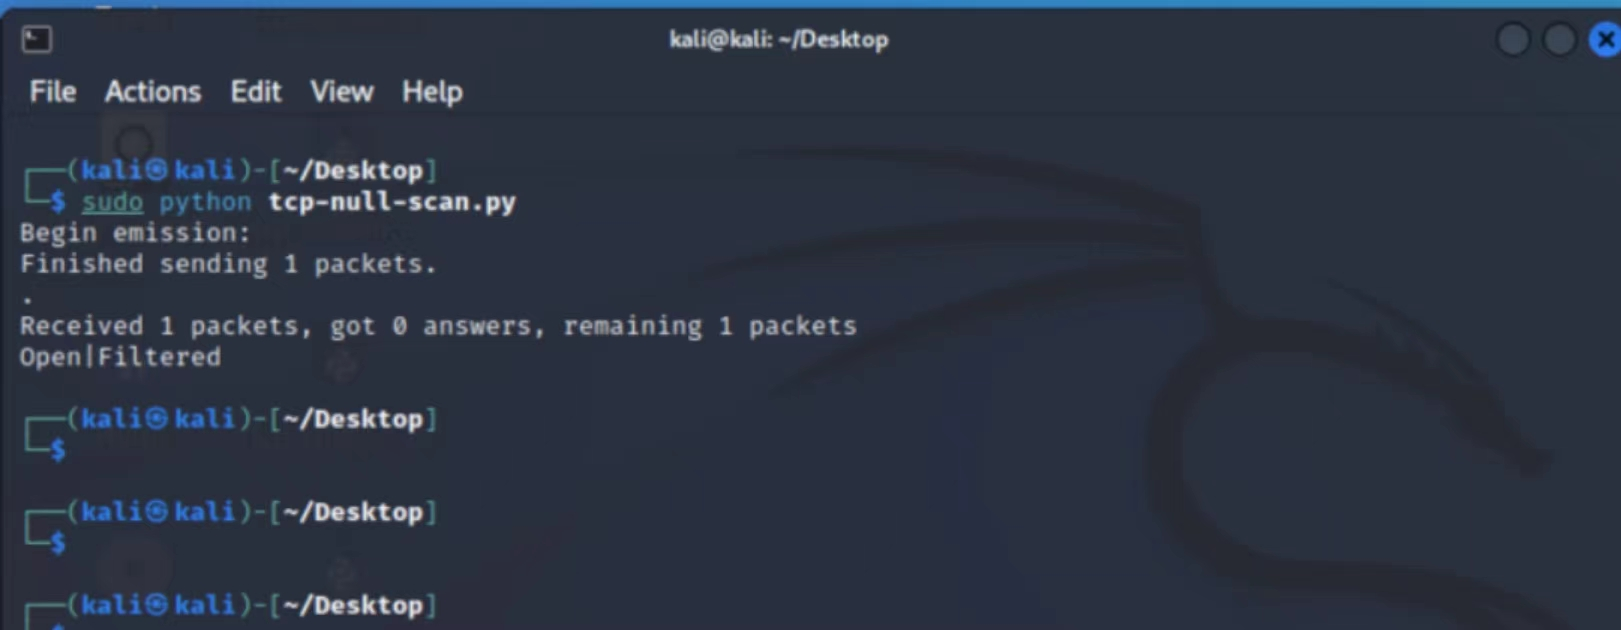 kali@kali: ~/Desktop
File Actions Edit View Help
┌──(kali㉿kali)-[~/Desktop]
└─$ sudo python tcp-null-scan.py
Begin emission:
Finished sending 1 packets.
.
Received 1 packets, got 0 answers, remaining 1 packets
Open|Filtered
┌──(kali㉿kali)-[~/Desktop]
└─$
┌──(kali㉿kali)-[~/Desktop]
└─$
┌──(kali㉿kali)-[~/Desktop]
└─$